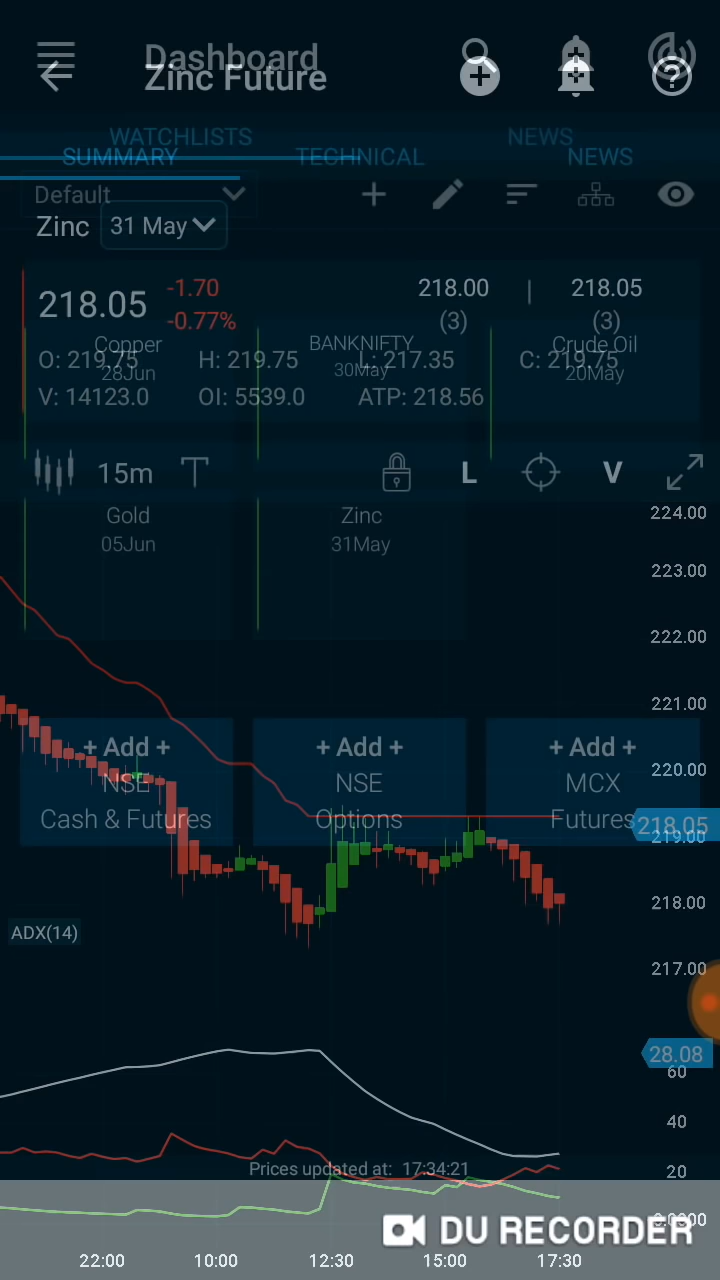 Dashboard
Zinc Future
WATCHLISTS NEWS
SUMMARY TECHNICAL NEWS
Default
Zinc 31 May
218.05 -1.70 218.00 | 218.05
-0.77% (3) (3)
Copper BANKNIFTY Crude Oil
O: 219.75 H: 219.75 L: 217.35 C: 219.75
28Jun 30May 20May
V: 14123.0 OI: 5539.0 ATP: 218.56
15m T L V
224.00
Gold Zinc
05Jun 31May
223.00
222.00
221.00
220.00
+ Add + + Add + + Add +
NSE NSE MCX
Cash & Futures Options Futures
218.05
219.00
218.00
ADX(14)
217.00
28.08
60
40
20
Prices updated at: 17:34:21
0.0000
DU RECORDER
22:00 10:00 12:30 15:00 17:30